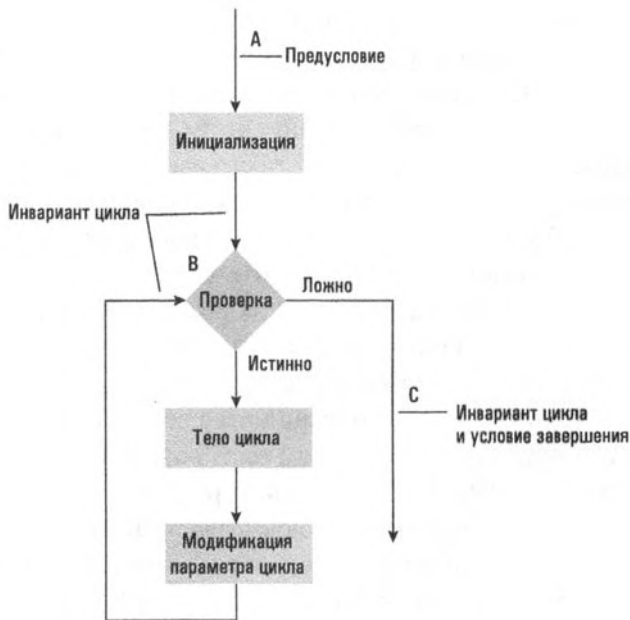 A
Предусловие
Инициализация
Инвариант цикла
B
Проверка
Ложно
Истинно
C
Инвариант цикла
и условие завершения
Тело цикла
Модификация
параметра цикла